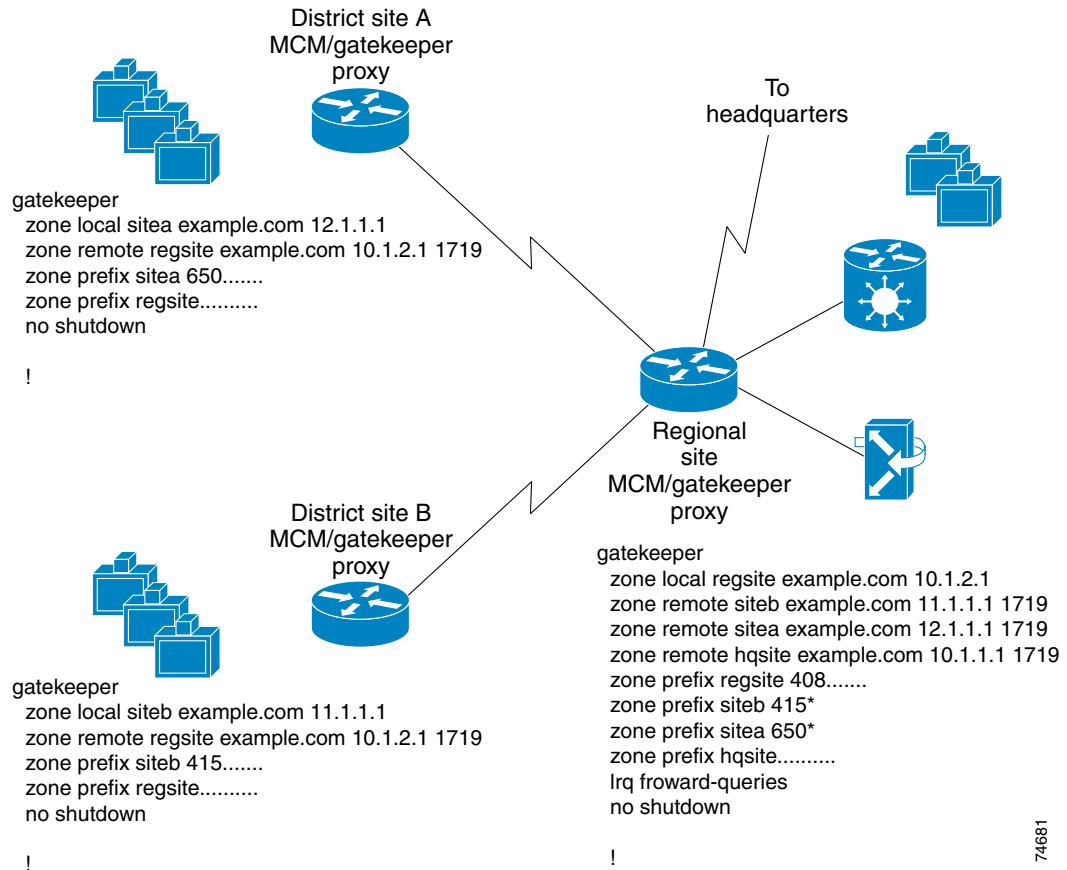 District site A
MCM/gatekeeper
proxy
To
headquarters
gatekeeper
zone local sitea example.com 12.1.1.1
zone remote regsite example.com 10.1.2.1 1719
zone prefix sitea 650.......
zone prefix regsite..........
no shutdown
!
Regional
site
MCM/gatekeeper
proxy
District site B
MCM/gatekeeper
proxy
gatekeeper
zone local siteb example.com 11.1.1.1
zone remote regsite example.com 10.1.2.1 1719
zone prefix siteb 415.......
zone prefix regsite..........
no shutdown
!
gatekeeper
zone local regsite example.com 10.1.2.1
zone remote siteb example.com 11.1.1.1 1719
zone remote sitea example.com 12.1.1.1 1719
zone remote hqsite example.com 10.1.1.1 1719
zone prefix regsite 408.......
zone prefix siteb 415*
zone prefix sitea 650*
zone prefix hqsite..........
lrq froward-queries
no shutdown
!
74681